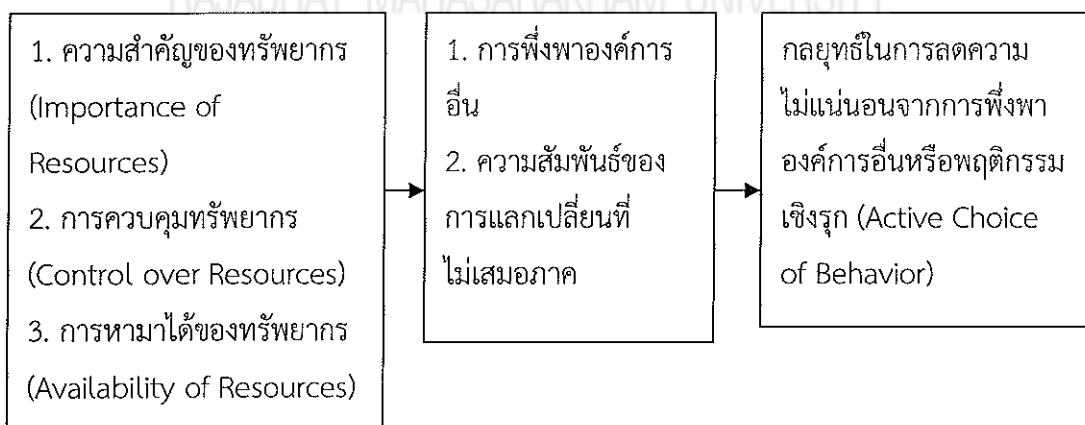 RAJABHAT MAHASARAKHAM UNIVERSITY
1. ความสำคัญของทรัพยากร
(Importance of
Resources)
2. การควบคุมทรัพยากร
(Control over Resources)
3. การหามาได้ของทรัพยากร
(Availability of Resources)
1. การพึ่งพาองค์การ
อื่น
2. ความสัมพันธ์ของ
การแลกเปลี่ยนที่
ไม่เสมอภาค
กลยุทธ์ในการลดความ
ไม่แน่นอนจากการพึ่งพา
องค์การอื่นหรือพฤติกรรม
เชิงรุก (Active Choice
of Behavior)